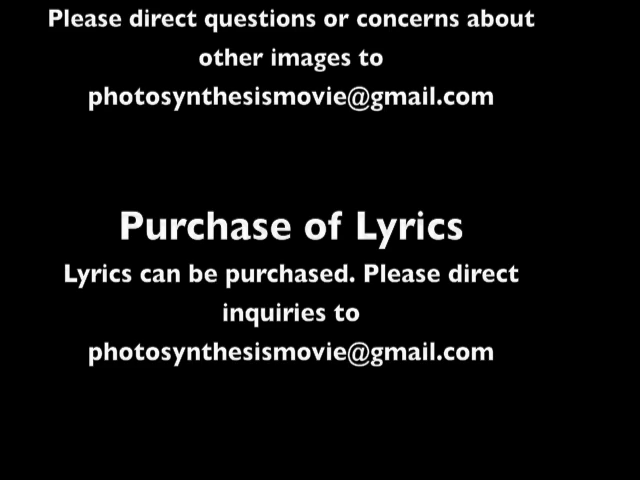 Please direct questions or concerns about
other images to
photosynthesismovie@gmail.com
Purchase of Lyrics
Lyrics can be purchased. Please direct
inquiries to
photosynthesismovie@gmail.com